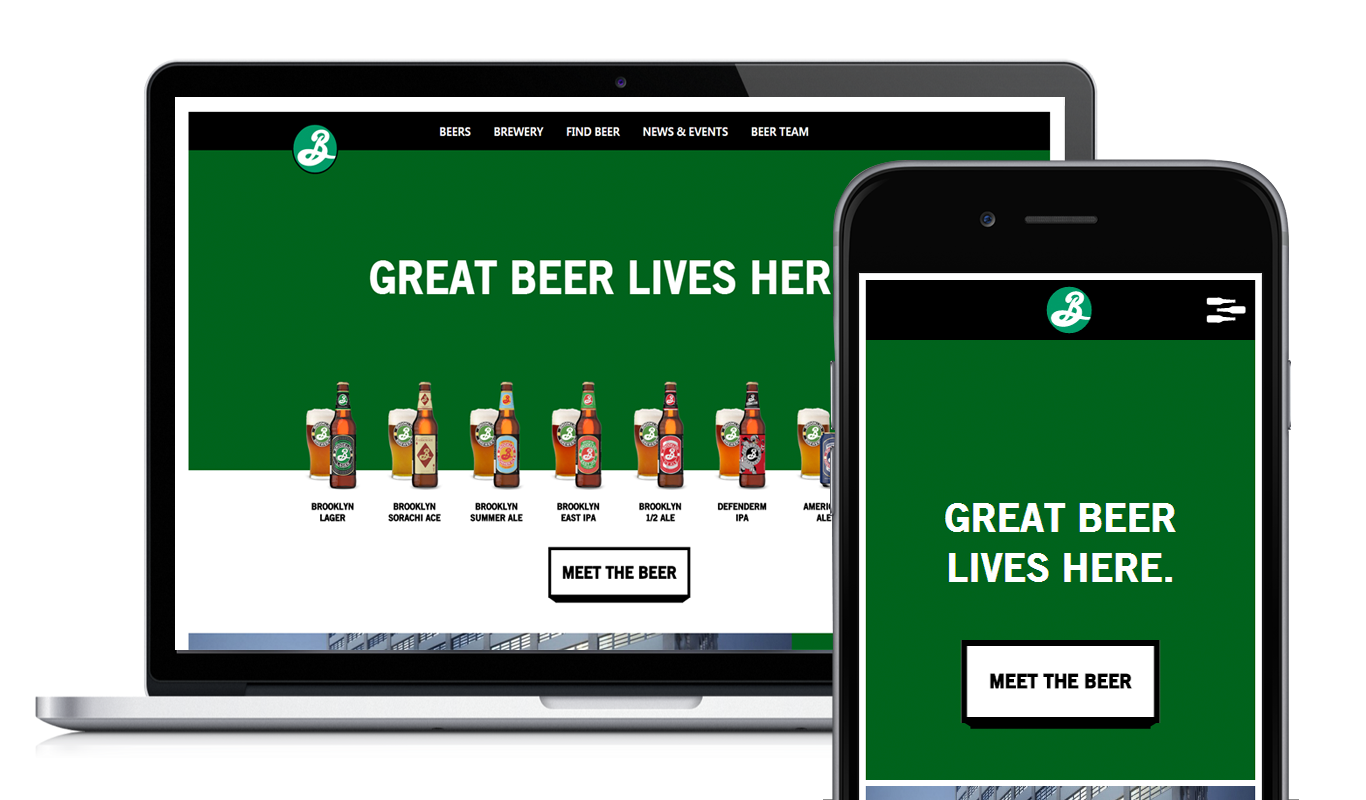 BEERS BREWERY FIND BEER NEWS & EVENTS BEER TEAM
B
GREAT BEER LIVES HER
BROOKLYN
LAGER
BROOKLYN
SORACHI ACE
BROOKLYN
SUMMER ALE
BROOKLYN
EAST IPA
BROOKLYN
1/2 ALE
DEFENDERM
IPA
AMERI
ALE
MEET THE BEER
B
GREAT BEER
LIVES HERE.
MEET THE BEER